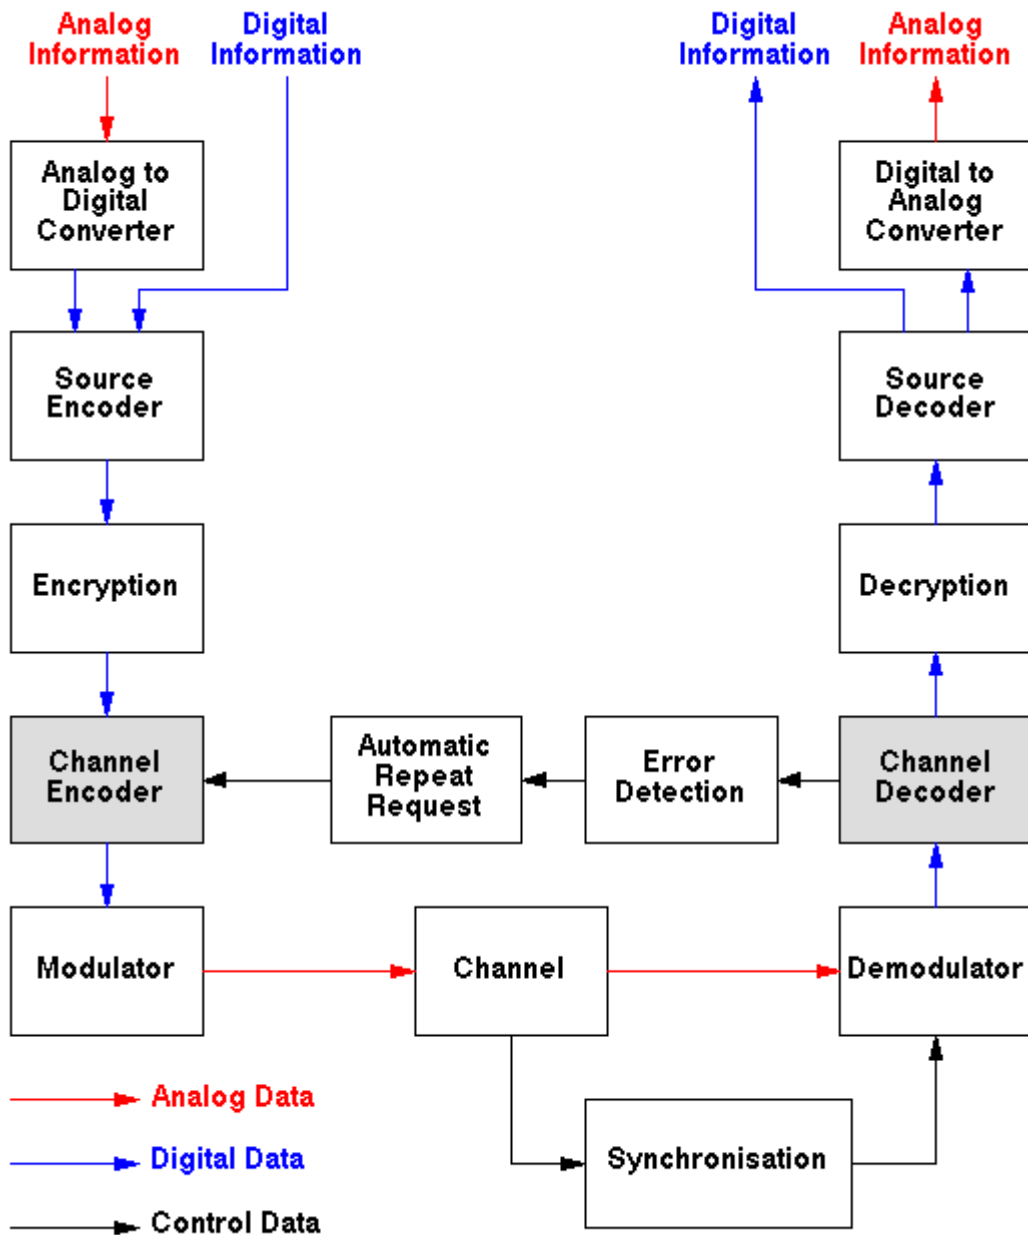 Analog
Information
Digital
Information
Digital
Information
Analog
Information
Analog to
Digital
Converter
Digital to
Analog
Converter
Source
Encoder
Source
Decoder
Encryption
Decryption
Channel
Encoder
Automatic
Repeat
Request
Error
Detection
Channel
Decoder
Modulator
Channel
Demodulator
Analog Data
Digital Data
Control Data
Synchronisation